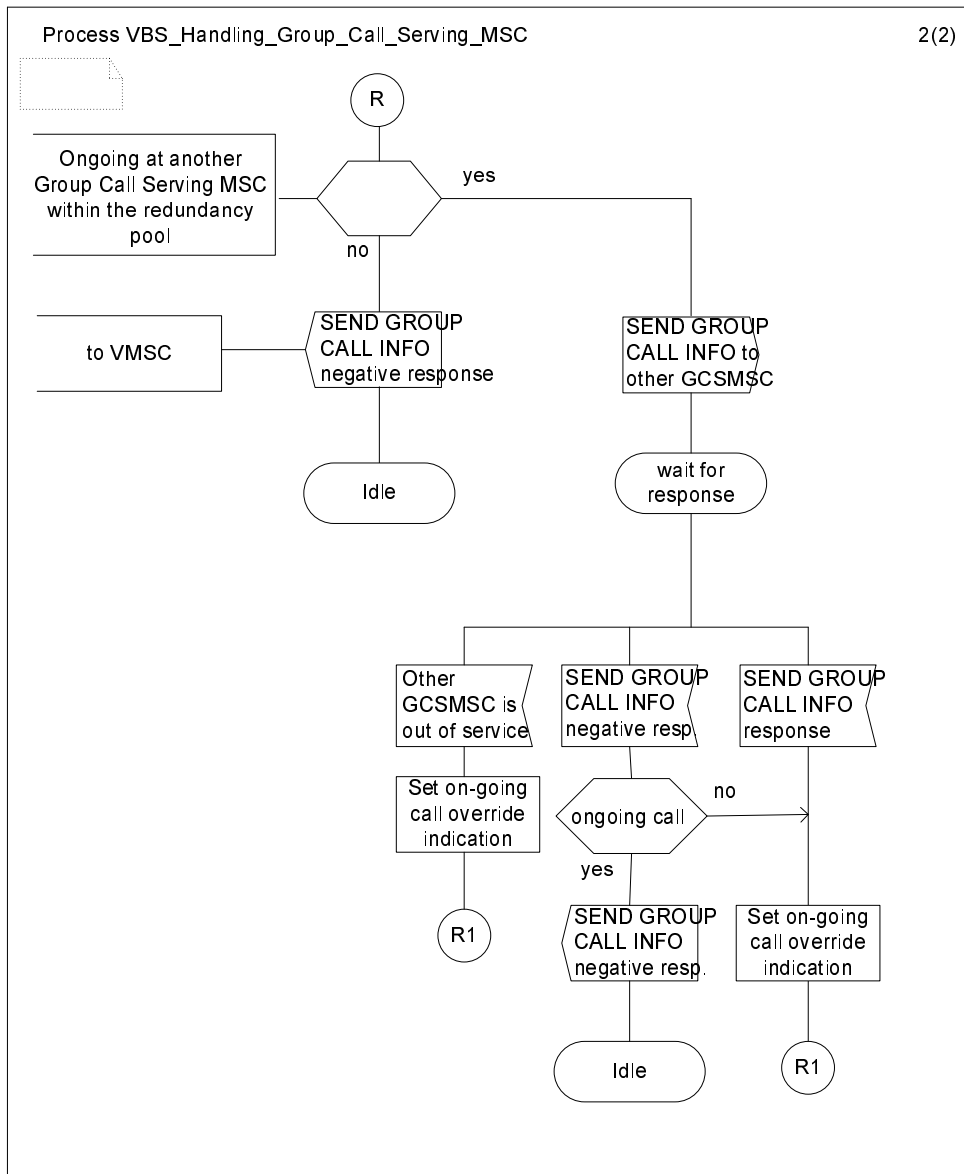 Process VBS_Handling_Group_Call_Serving_MSC
2(2)
R
Ongoing at another
Group Call Serving MSC
within the redundancy
pool
yes
no
to VMSC
SEND GROUP
CALL INFO
negative response
SEND GROUP
CALL INFO to
other GCSMSC
Idle
wait for
response
Other
GCSMSC is
out of service
SEND GROUP
CALL INFO
negative resp.
SEND GROUP
CALL INFO
response
Set on-going
call override
indication
ongoing call
no
yes
R1
SEND GROUP
CALL INFO
negative resp.
Set on-going
call override
indication
Idle
R1